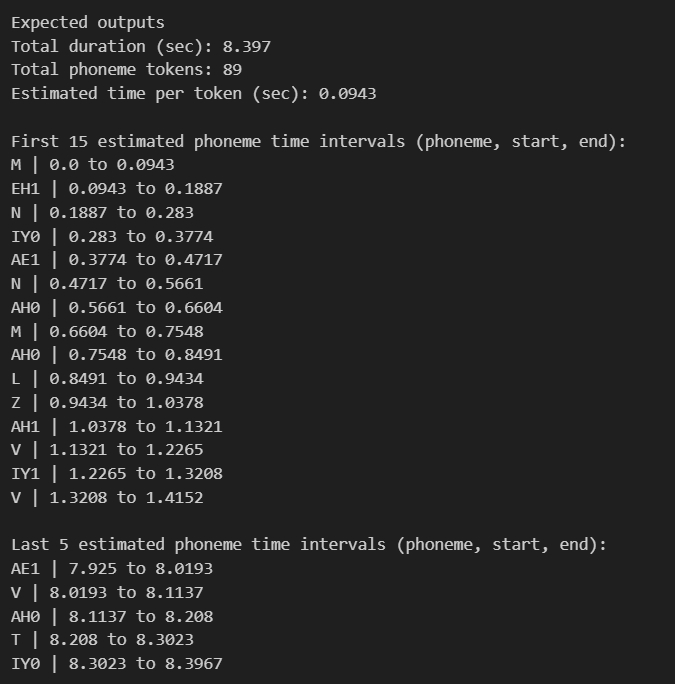 Expected outputs
Total duration (sec): 8.397
Total phoneme tokens: 89
Estimated time per token (sec): 0.0943
First 15 estimated phoneme time intervals (phoneme, start, end):
M | 0.0 to 0.0943
EH1 | 0.0943 to 0.1887
N | 0.1887 to 0.283
IY0 | 0.283 to 0.3774
AE1 | 0.3774 to 0.4717
N | 0.4717 to 0.5661
AH0 | 0.5661 to 0.6604
M | 0.6604 to 0.7548
AH0 | 0.7548 to 0.8491
L | 0.8491 to 0.9434
Z | 0.9434 to 1.0378
AH1 | 1.0378 to 1.1321
V | 1.1321 to 1.2265
IY1 | 1.2265 to 1.3208
V | 1.3208 to 1.4152
Last 5 estimated phoneme time intervals (phoneme, start, end):
AE1 | 7.925 to 8.0193
V | 8.0193 to 8.1137
AH0 | 8.1137 to 8.208
T | 8.208 to 8.3023
IY0 | 8.3023 to 8.3967